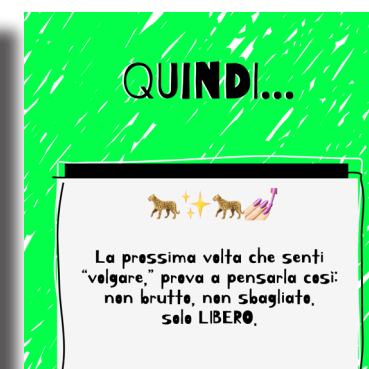 QUINDI...
🐆✨🐆💅
La prossima volta che senti
“volgare,” prova a pensarla così:
non brutto, non sbagliato,
solo LIBERO.